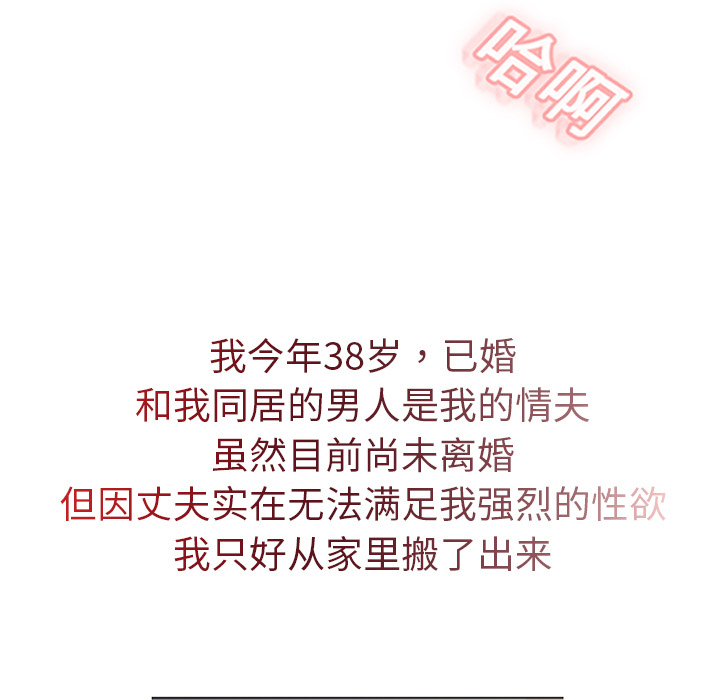 哈啊
我今年38岁，已婚
和我同居的男人是我的情夫
虽然目前尚未离婚
但因丈夫实在无法满足我强烈的性欲
我只好从家里搬了出来